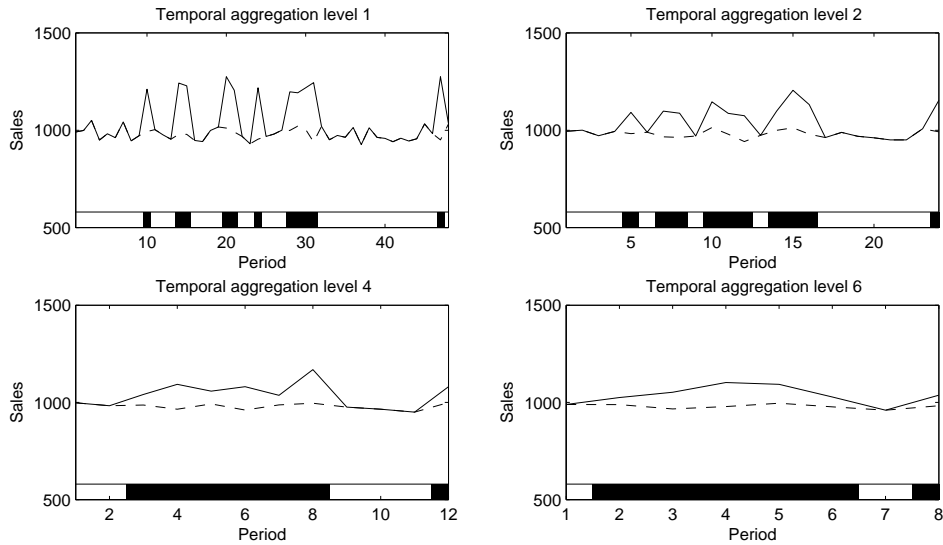 Temporal aggregation level 1
1500
1000
500
Sales
10 20 30 40
Period
Temporal aggregation level 2
1500
1000
500
Sales
5 10 15 20
Period
Temporal aggregation level 4
1500
1000
500
Sales
2 4 6 8 10 12
Period
Temporal aggregation level 6
1500
1000
500
Sales
1 2 3 4 5 6 7 8
Period